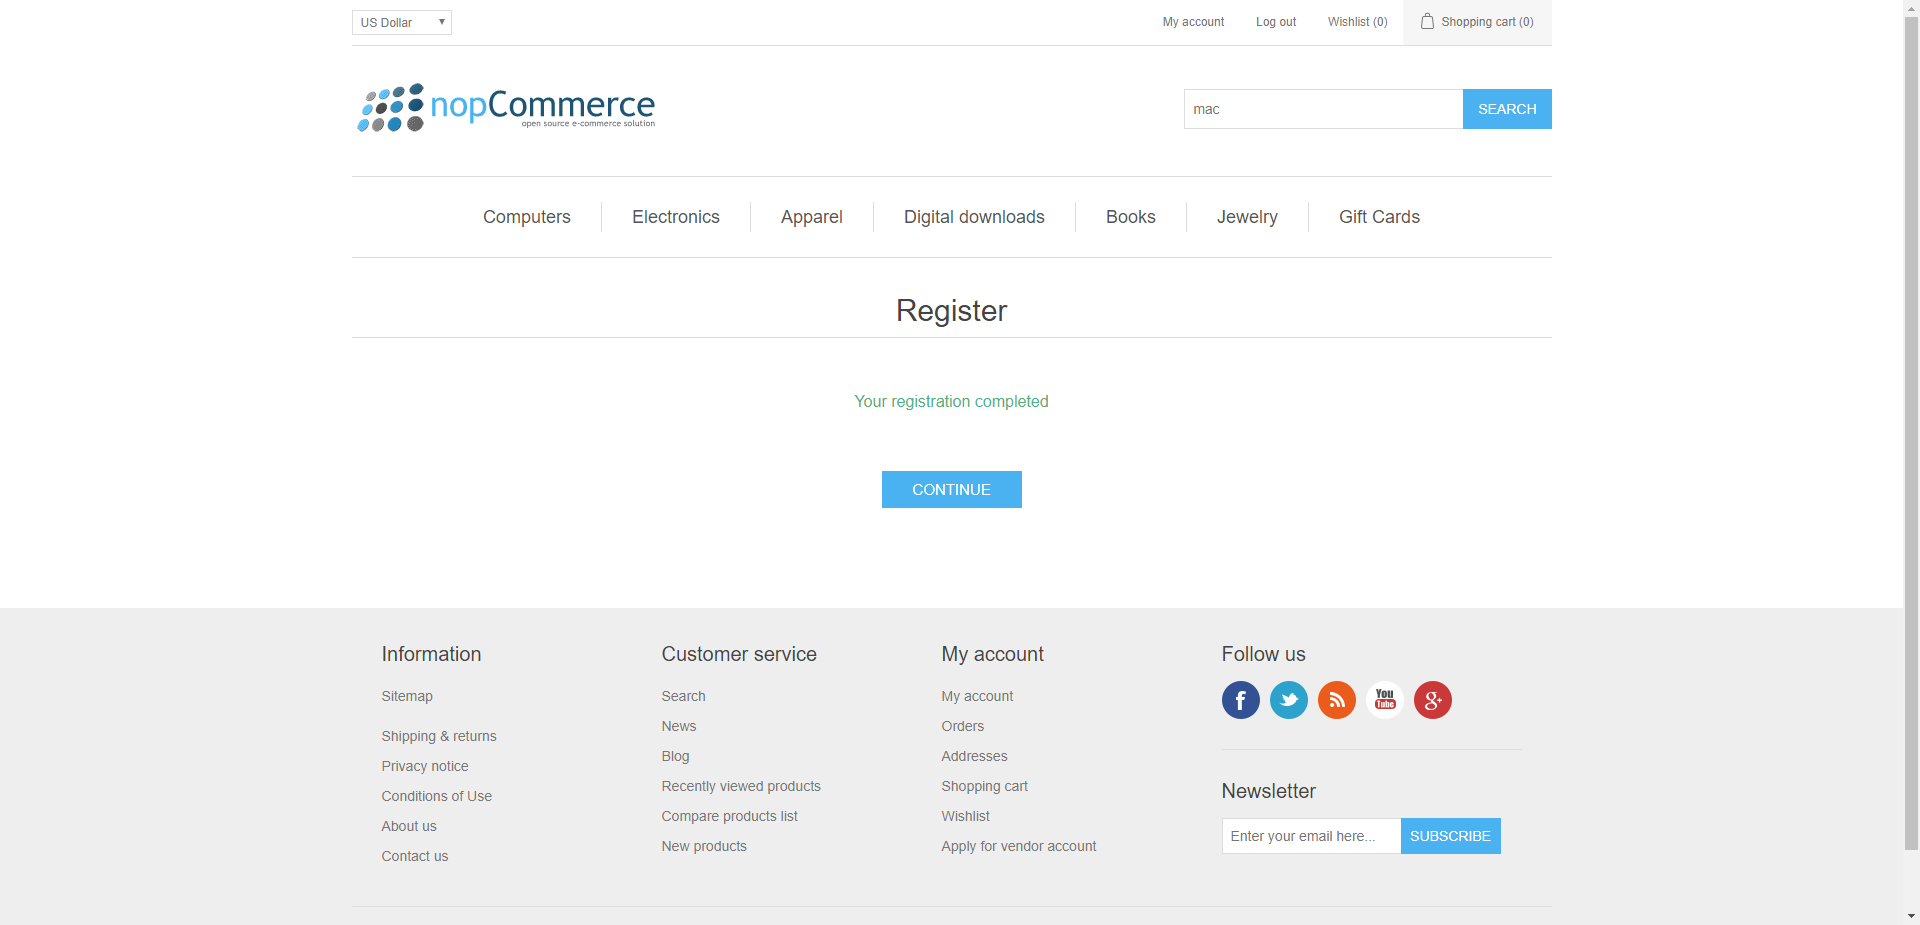 US Dollar
My account
Log out
Wishlist (0)
Shopping cart (0)
nopCommerce
open source e-commerce solution
mac
SEARCH
Computers
Electronics
Apparel
Digital downloads
Books
Jewelry
Gift Cards
Register
Your registration completed
CONTINUE
Information
Sitemap
Shipping & returns
Privacy notice
Conditions of Use
About us
Contact us
Customer service
Search
News
Blog
Recently viewed products
Compare products list
New products
My account
My account
Orders
Addresses
Shopping cart
Wishlist
Apply for vendor account
Follow us
f
You
Tube
g+
Newsletter
Enter your email here...
SUBSCRIBE